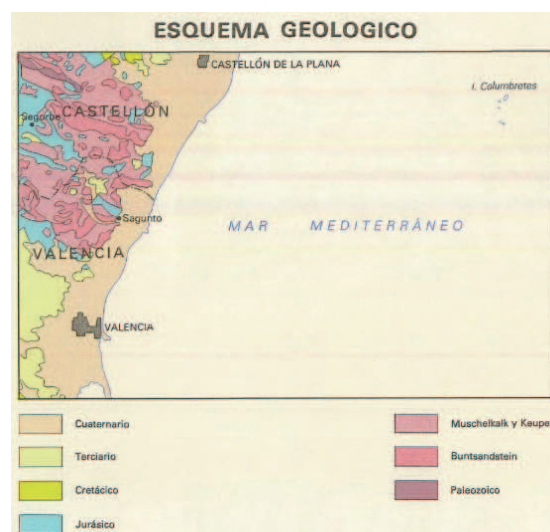 ESQUEMA GEOLOGICO
CASTELLÓN DE LA PLANA
I. Columbretes
CASTELLÓN
Segorbe
Sagunto
MAR MEDITERRÁNEO
VALENCIA
VALENCIA
Cuaternario
Muschelkalk y Keupe
Terciario
Buntsandstein
Cretácico
Paleozoico
Jurásico